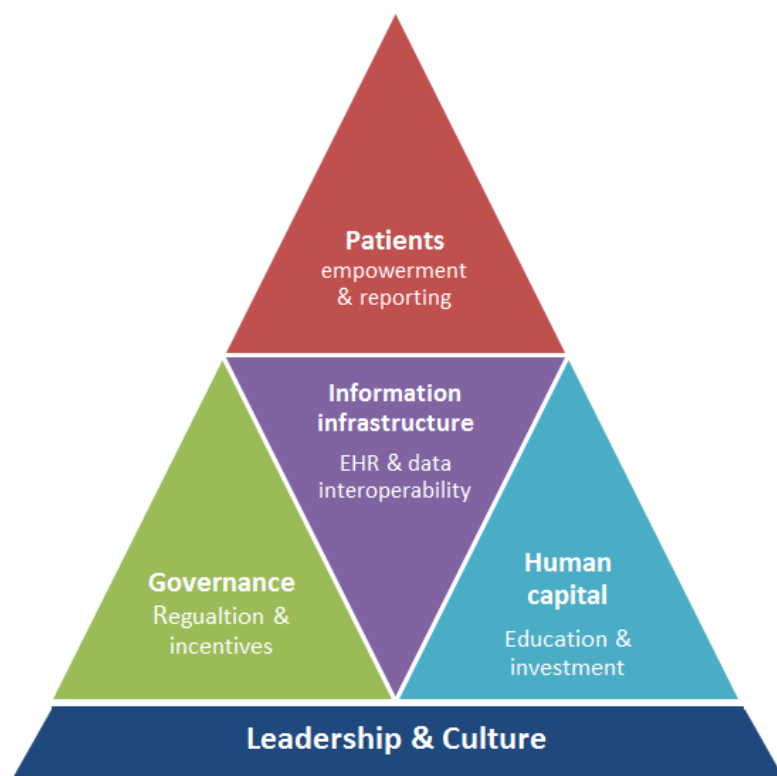 Patients
empowerment
& reporting
Information
infrastructure
EHR & data
interoperability
Governance
Regualtion &
incentives
Human
capital
Education &
investment
Leadership & Culture